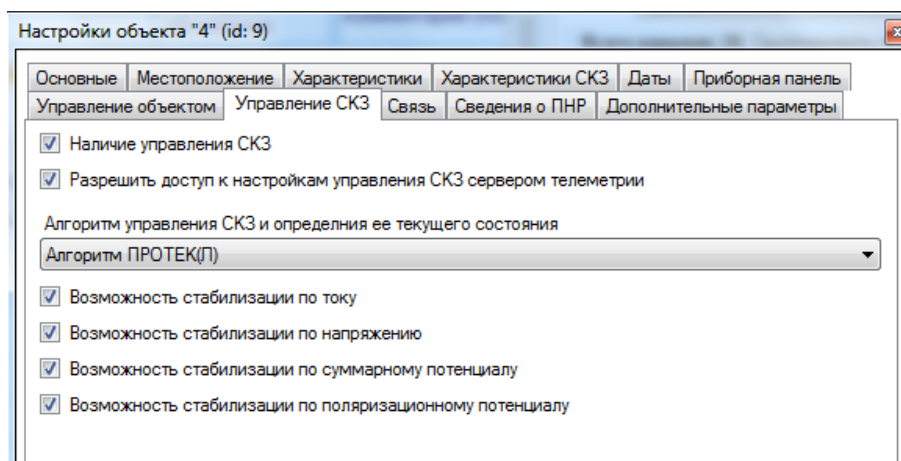 Настройки объекта "4" (id: 9)
Основные Местоположение Характеристики Характеристики СКЗ Даты Приборная панель
Управление объектом Управление СКЗ Связь Сведения о ПНР Дополнительные параметры
Наличие управления СКЗ
Разрешить доступ к настройкам управления СКЗ сервером телеметрии
Алгоритм управления СКЗ и определния ее текущего состояния
Алгоритм ПРОТЕК(П)
Возможность стабилизации по току
Возможность стабилизации по напряжению
Возможность стабилизации по суммарному потенциалу
Возможность стабилизации по поляризационному потенциалу